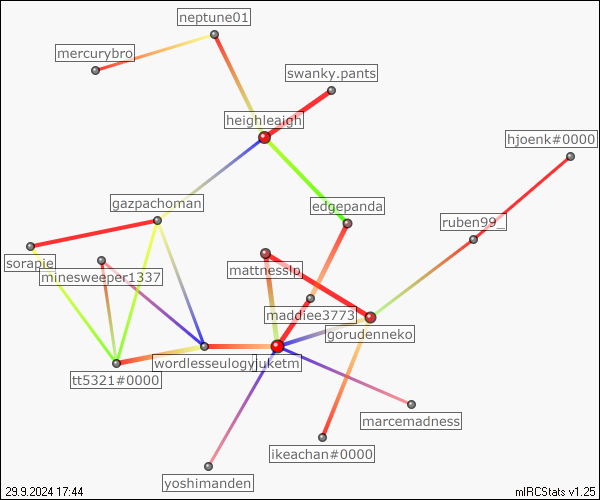 neptune01
mercurybro
swanky.pants
heighleaigh
hjoenk#0000
gazpachoman
edgepanda
ruben99_
sorapie
mattnesslp
minesweeper1337
maddiee3773
gorudenneko
wordlesseulogy
juketm
tt5321#0000
marcemadness
ikeachan#0000
yoshimanden
29.9.2024 17:44
mIRCStats v1.25